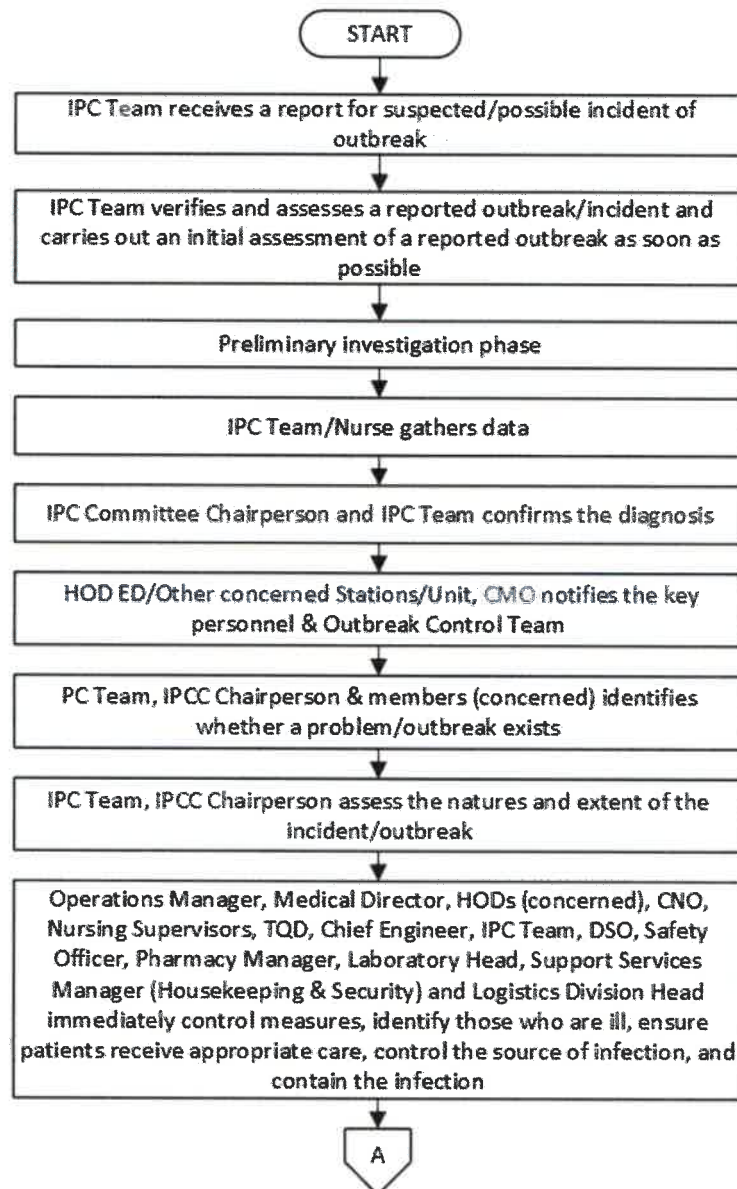 START
IPC Team receives a report for suspected/possible incident of
outbreak
IPC Team verifies and assesses a reported outbreak/incident and
carries out an initial assessment of a reported outbreak as soon as
possible
Preliminary investigation phase
IPC Team/Nurse gathers data
IPC Committee Chairperson and IPC Team confirms the diagnosis
HOD ED/Other concerned Stations/Unit, CMO notifies the key
personnel & Outbreak Control Team
PC Team, IPCC Chairperson & members (concerned) identifies
whether a problem/outbreak exists
IPC Team, IPCC Chairperson assess the natures and extent of the
incident/outbreak
Operations Manager, Medical Director, HODs (concerned), CNO,
Nursing Supervisors, TQD, Chief Engineer, IPC Team, DSO, Safety
Officer, Pharmacy Manager, Laboratory Head, Support Services
Manager (Housekeeping & Security) and Logistics Division Head
immediately control measures, identify those who are ill, ensure
patients receive appropriate care, control the source of infection, and
contain the infection
A